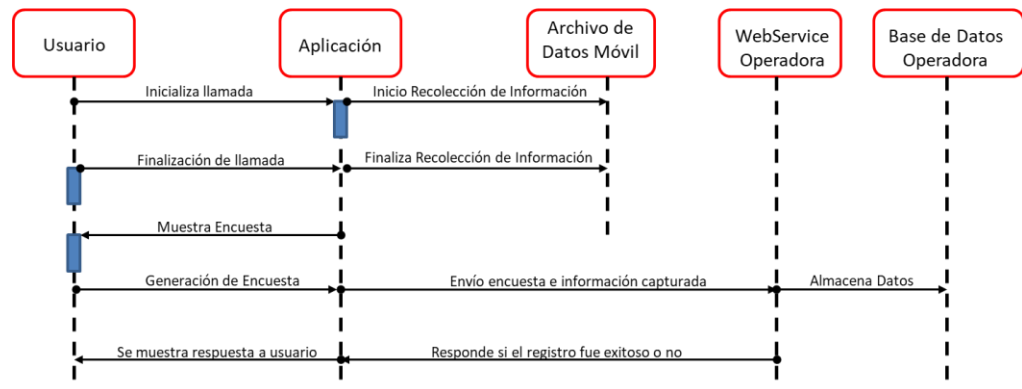 Usuario
Aplicación
Archivo de
Datos Móvil
WebService
Operadora
Base de Datos
Operadora
Inicializa llamada
Inicio Recolección de Información
Finalización de llamada
Finaliza Recolección de Información
Muestra Encuesta
Generación de Encuesta
Envío encuesta e información capturada
Almacena Datos
Se muestra respuesta a usuario
Responde si el registro fue exitoso o no